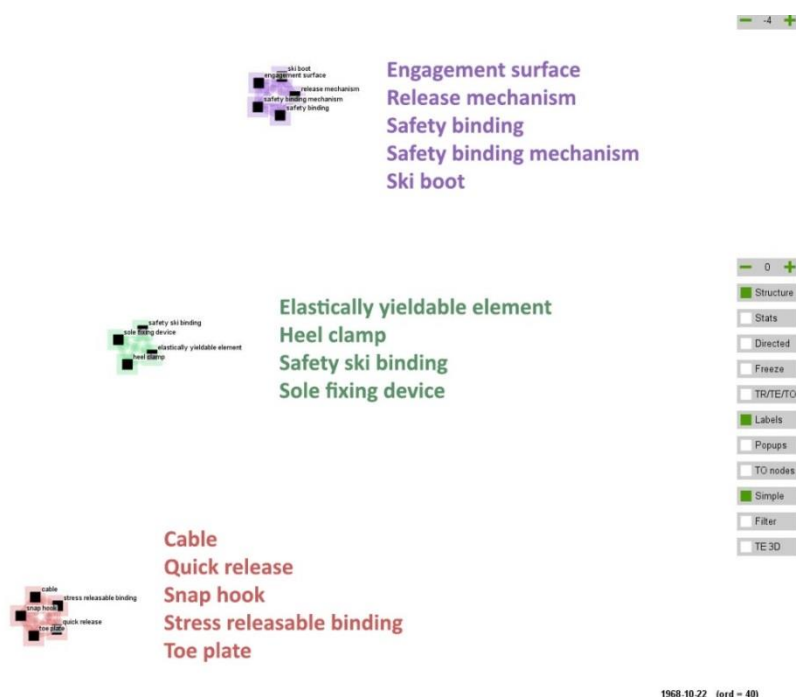 -4
ski boot
engagement surface
release mechanism
safety binding mechanism
safety binding
Engagement surface
Release mechanism
Safety binding
Safety binding mechanism
Ski boot
0
Structure
Stats
Directed
Freeze
TR/TE/TO
Labels
Popups
TO nodes
Simple
Filter
TE 3D
safety ski binding
sole fixing device
elastically yieldable element
heel clamp
Elastically yieldable element
Heel clamp
Safety ski binding
Sole fixing device
cable
stress releasable binding
snap hook
quick release
toe plate
Cable
Quick release
Snap hook
Stress releasable binding
Toe plate
1968-10-22 (ord = 40)